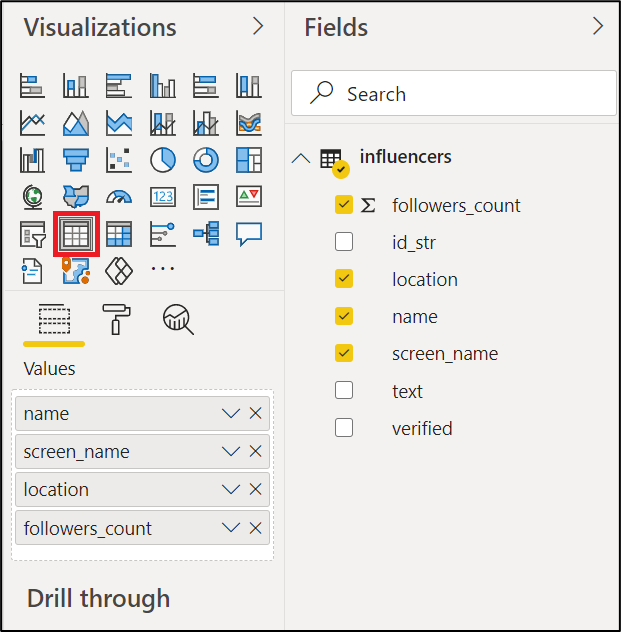 Visualizations
123
Values
name
screen_name
location
followers_count
Drill through
Fields
Search
influencers
Σ followers_count
id_str
location
name
screen_name
text
verified